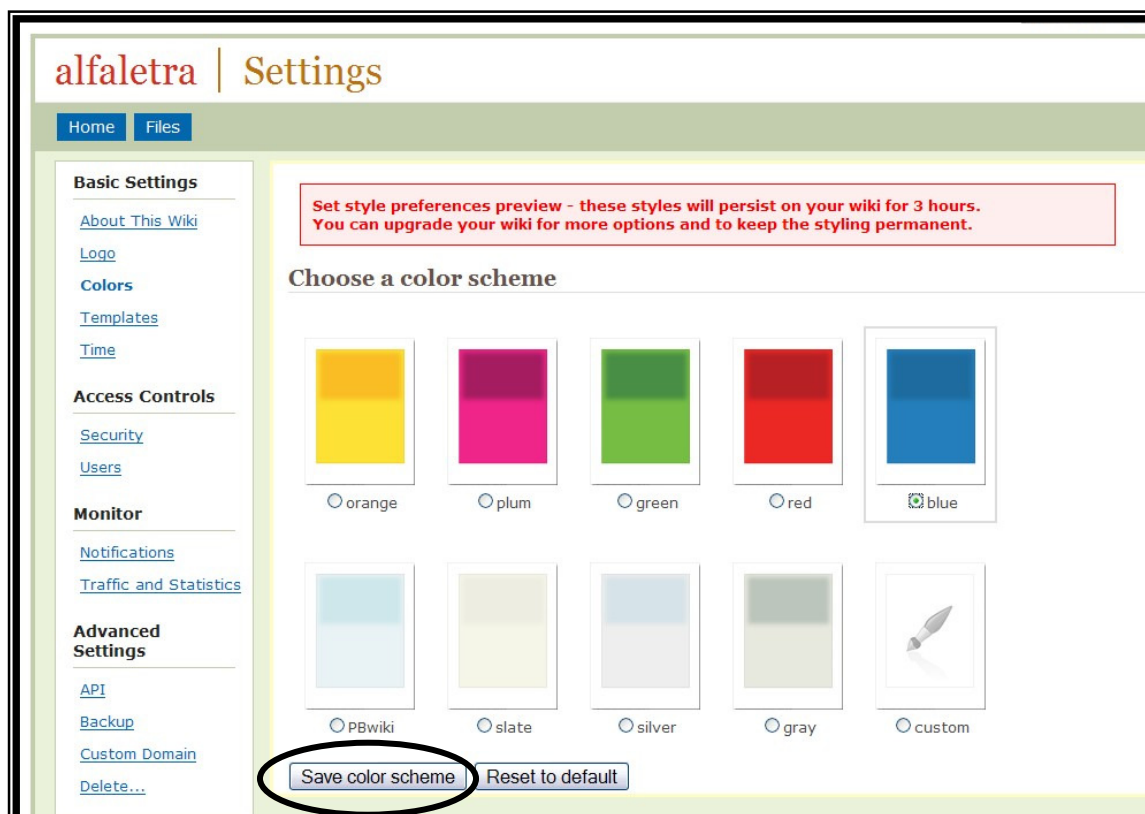 alfaletra | Settings
Home Files
Basic Settings
About This Wiki
Logo
Colors
Templates
Time
Access Controls
Security
Users
Monitor
Notifications
Traffic and Statistics
Advanced
Settings
API
Backup
Custom Domain
Delete...
Set style preferences preview - these styles will persist on your wiki for 3 hours.
You can upgrade your wiki for more options and to keep the styling permanent.
Choose a color scheme
orange plum green red blue
PBwiki slate silver gray custom
Save color scheme Reset to default